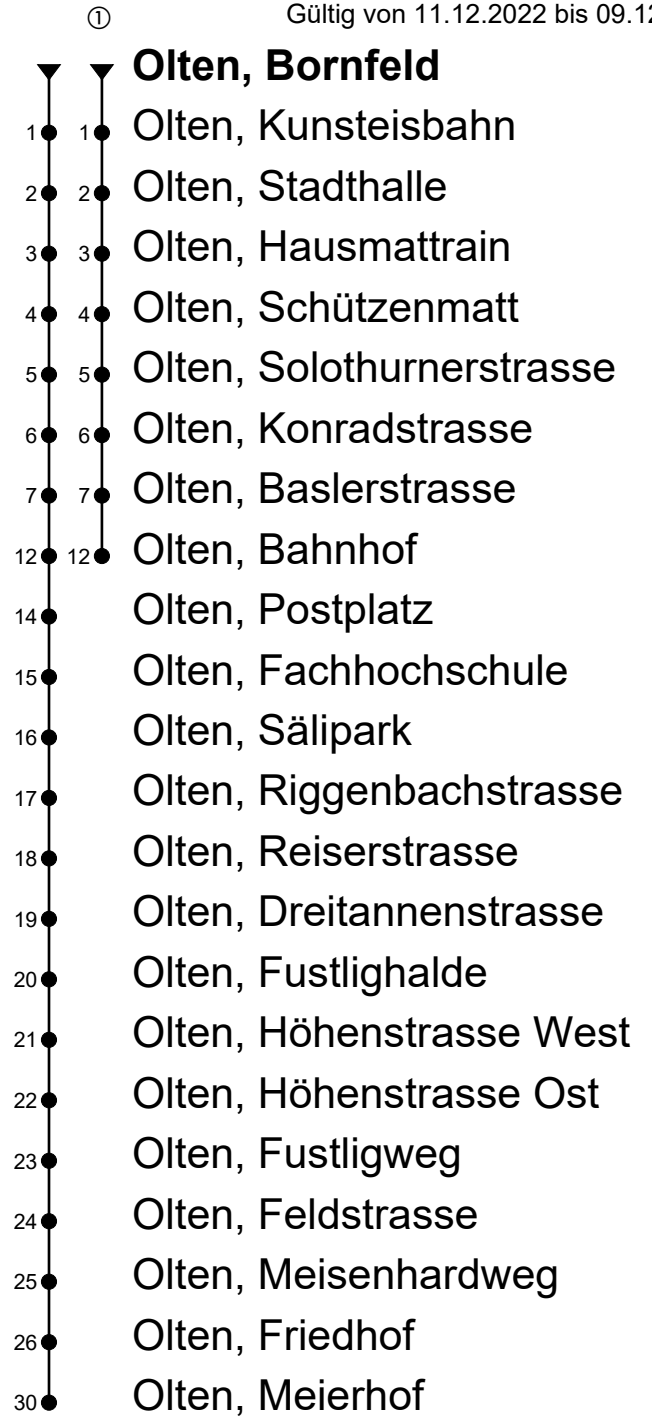 ① Gültig von 11.12.2022 bis 09.12
Olten, Bornfeld
1 1 Olten, Kunsteisbahn
2 2 Olten, Stadthalle
3 3 Olten, Hausmattrain
4 4 Olten, Schützenmatt
5 5 Olten, Solothurnerstrasse
6 6 Olten, Konradstrasse
7 7 Olten, Baslerstrasse
12 12 Olten, Bahnhof
14 Olten, Postplatz
15 Olten, Fachhochschule
16 Olten, Sälipark
17 Olten, Riggenbachstrasse
18 Olten, Reiserstrasse
19 Olten, Dreitannenstrasse
20 Olten, Fustlighalde
21 Olten, Höhenstrasse West
22 Olten, Höhenstrasse Ost
23 Olten, Fustligweg
24 Olten, Feldstrasse
25 Olten, Meisenhardweg
26 Olten, Friedhof
30 Olten, Meierhof